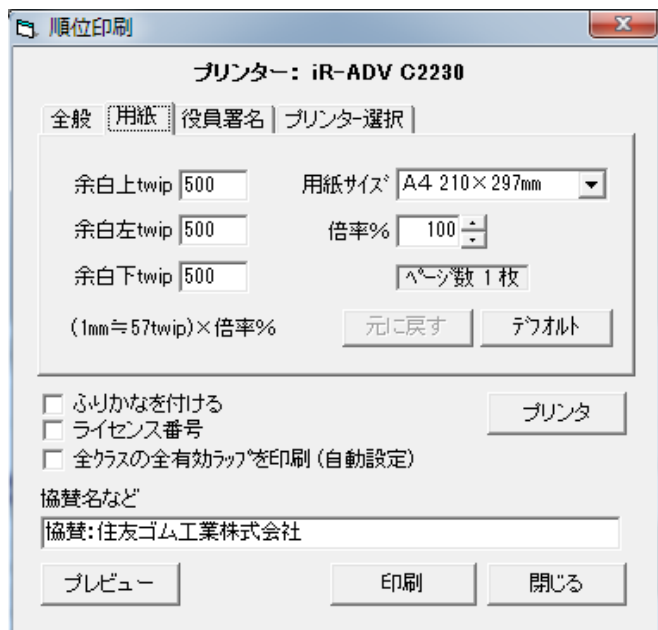 順位印刷
プリンター: iR-ADV C2230
全般 用紙 役員署名 プリンター選択
余白上twip 500 用紙ｻｲｽﾞ A4 210×297mm
余白左twip 500 倍率% 100
余白下twip 500 ﾍﾟｰｼﾞ数 1 枚
(1mm≒57twip)×倍率% 元に戻す ﾃﾞﾌｫﾙﾄ
ふりかなを付ける プリンタ
ライセンス番号
全ｸﾗｽの全有効ﾗｯﾌﾟを印刷 (自動設定)
協賛名など
協賛:住友ゴム工業株式会社
プレビュー 印刷 閉じる